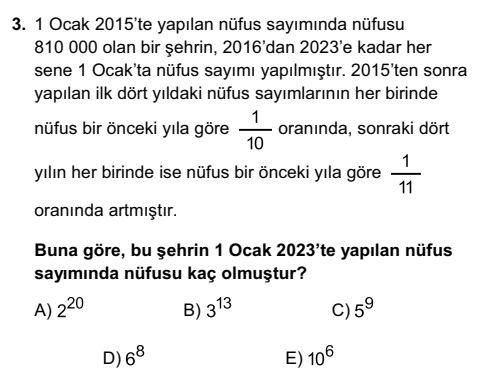 3. 1 Ocak 2015'te yapılan nüfus sayımında nüfusu
810 000 olan bir şehrin, 2016'dan 2023'e kadar her
sene 1 Ocak'ta nüfus sayımı yapılmıştır. 2015'ten sonra
yapılan ilk dört yıldaki nüfus sayımlarının her birinde
nüfus bir önceki yıla göre 1/10 oranında, sonraki dört
yılın her birinde ise nüfus bir önceki yıla göre 1/11
oranında artmıştır.
Buna göre, bu şehrin 1 Ocak 2023'te yapılan nüfus
sayımında nüfusu kaç olmuştur?
A) 2^20 B) 3^13 C) 5^9
D) 6^8 E) 10^6